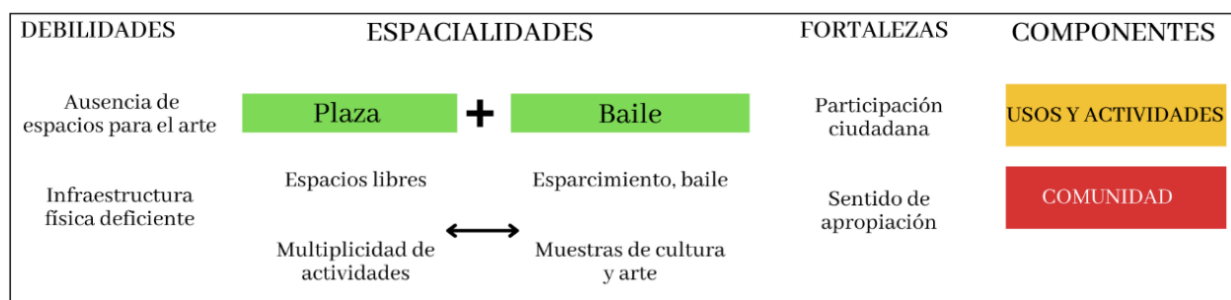 DEBILIDADES
ESPACIALIDADES
FORTALEZAS
COMPONENTES
Ausencia de
espacios para el arte
Plaza
+
Baile
Participación
ciudadana
USOS Y ACTIVIDADES
Infraestructura
física deficiente
Espacios libres
Esparcimiento, baile
Sentido de
apropiación
COMUNIDAD
Multiplicidad de
actividades
Muestras de cultura
y arte